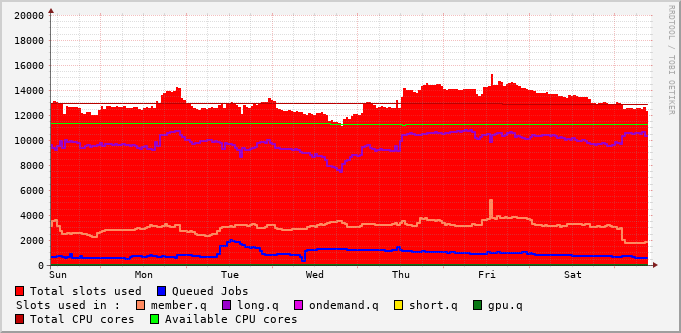 20000
18000
16000
14000
12000
10000
8000
6000
4000
2000
0
Sun Mon Tue Wed Thu Fri Sat
RRDTOOL / TOBI OETIKER
Total slots used Queued Jobs
Slots used in : member.q long.q ondemand.q short.q gpu.q
Total CPU cores Available CPU cores